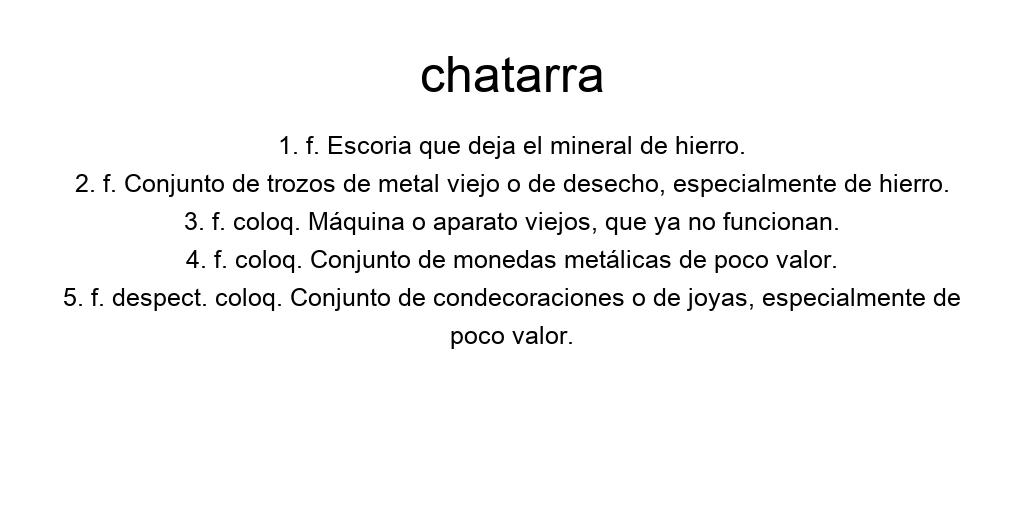 chatarra
1. f. Escoria que deja el mineral de hierro.
2. f. Conjunto de trozos de metal viejo o de desecho, especialmente de hierro.
3. f. coloq. Máquina o aparato viejos, que ya no funcionan.
4. f. coloq. Conjunto de monedas metálicas de poco valor.
5. f. despect. coloq. Conjunto de condecoraciones o de joyas, especialmente de
poco valor.